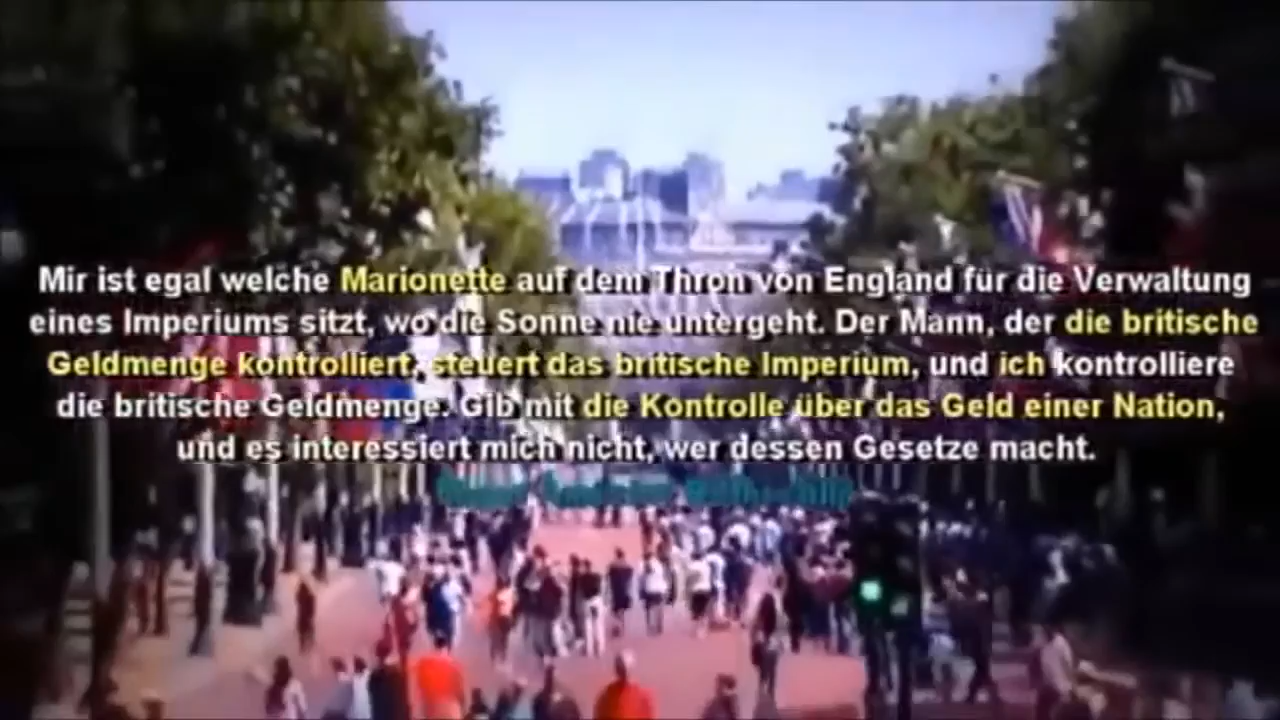 Mir ist egal welche Marionette auf dem Thron von England für die Verwaltung
eines Imperiums sitzt, wo die Sonne nie untergeht. Der Mann, der die britische
Geldmenge kontrolliert, steuert das britische Imperium, und ich kontrolliere
die britische Geldmenge. Gib mit die Kontrolle über das Geld einer Nation,
und es interessiert mich nicht, wer dessen Gesetze macht.